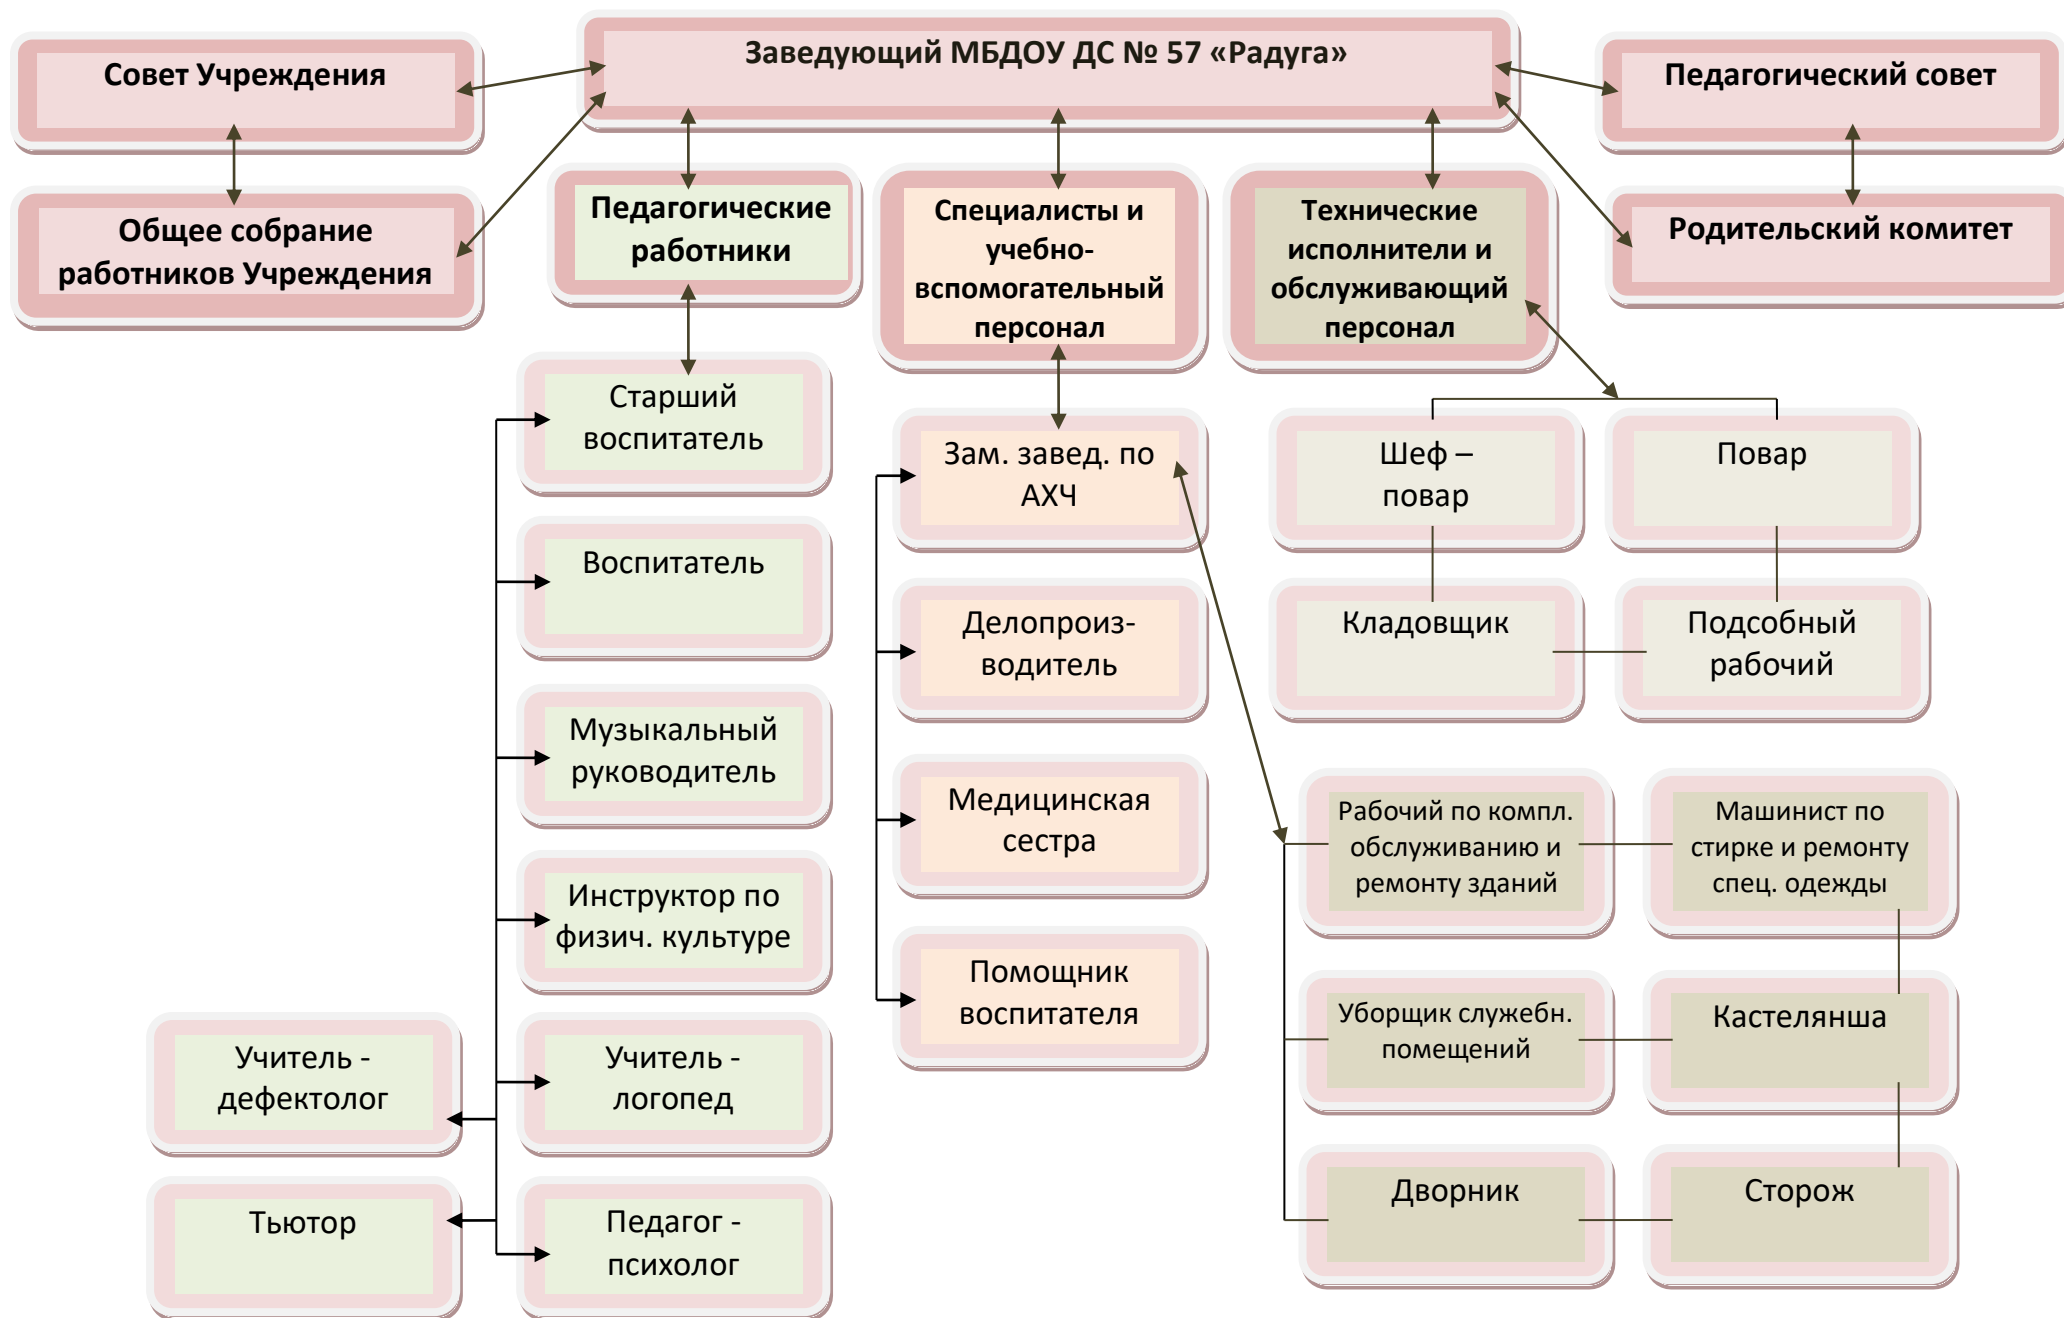 Заведующий МБДОУ ДС № 57 «Радуга»
Совет Учреждения
Педагогический совет
Общее собрание
работников Учреждения
Педагогические
работники
Специалисты и
учебно-
вспомогательный
персонал
Технические
исполнители и
обслуживающий
персонал
Родительский комитет
Старший
воспитатель
Воспитатель
Музыкальный
руководитель
Инструктор по
физич. культуре
Учитель -
дефектолог
Учитель -
логопед
Тьютор
Педагог -
психолог
Зам. завед. по
АХЧ
Делопроиз-
водитель
Медицинская
сестра
Помощник
воспитателя
Шеф –
повар
Повар
Кладовщик
Подсобный
рабочий
Рабочий по компл.
обслуживанию и
ремонту зданий
Машинист по
стирке и ремонту
спец. одежды
Уборщик служебн.
помещений
Кастелянша
Дворник
Сторож